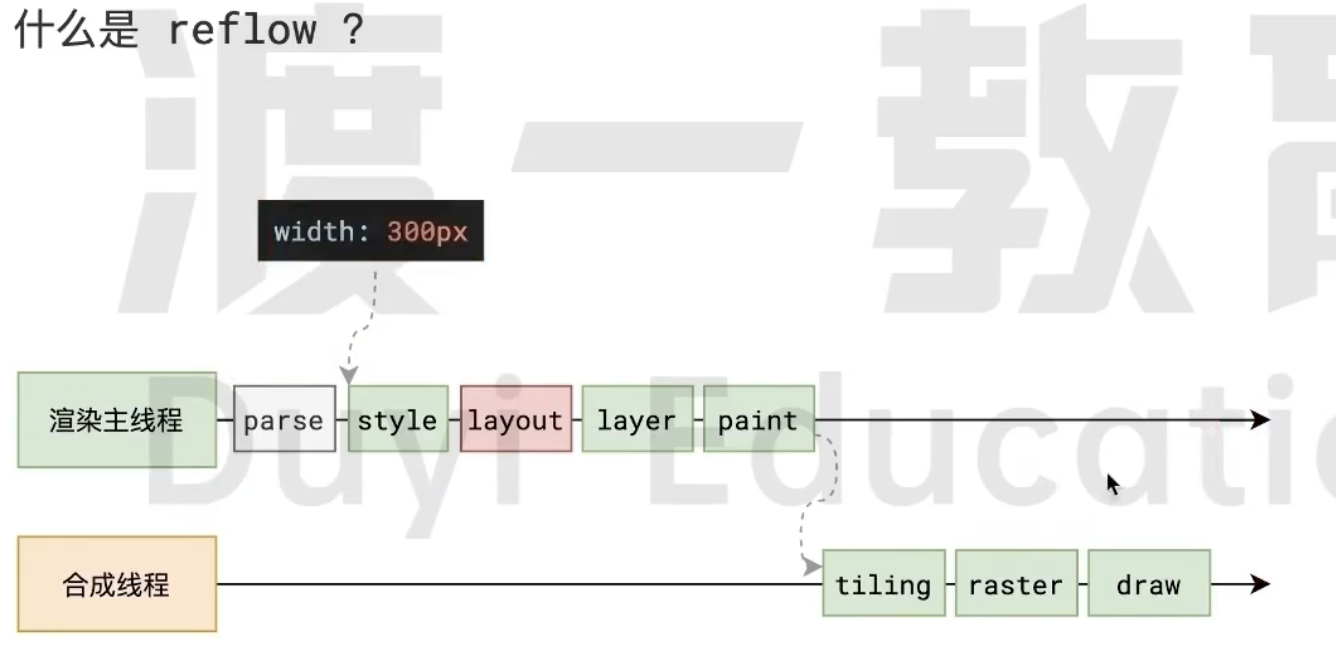 什么是 reflow ?
渡一教育
width: 300px
渲染主线程 parse style layout layer paint
Duyi Educatio
合成线程 tiling raster draw